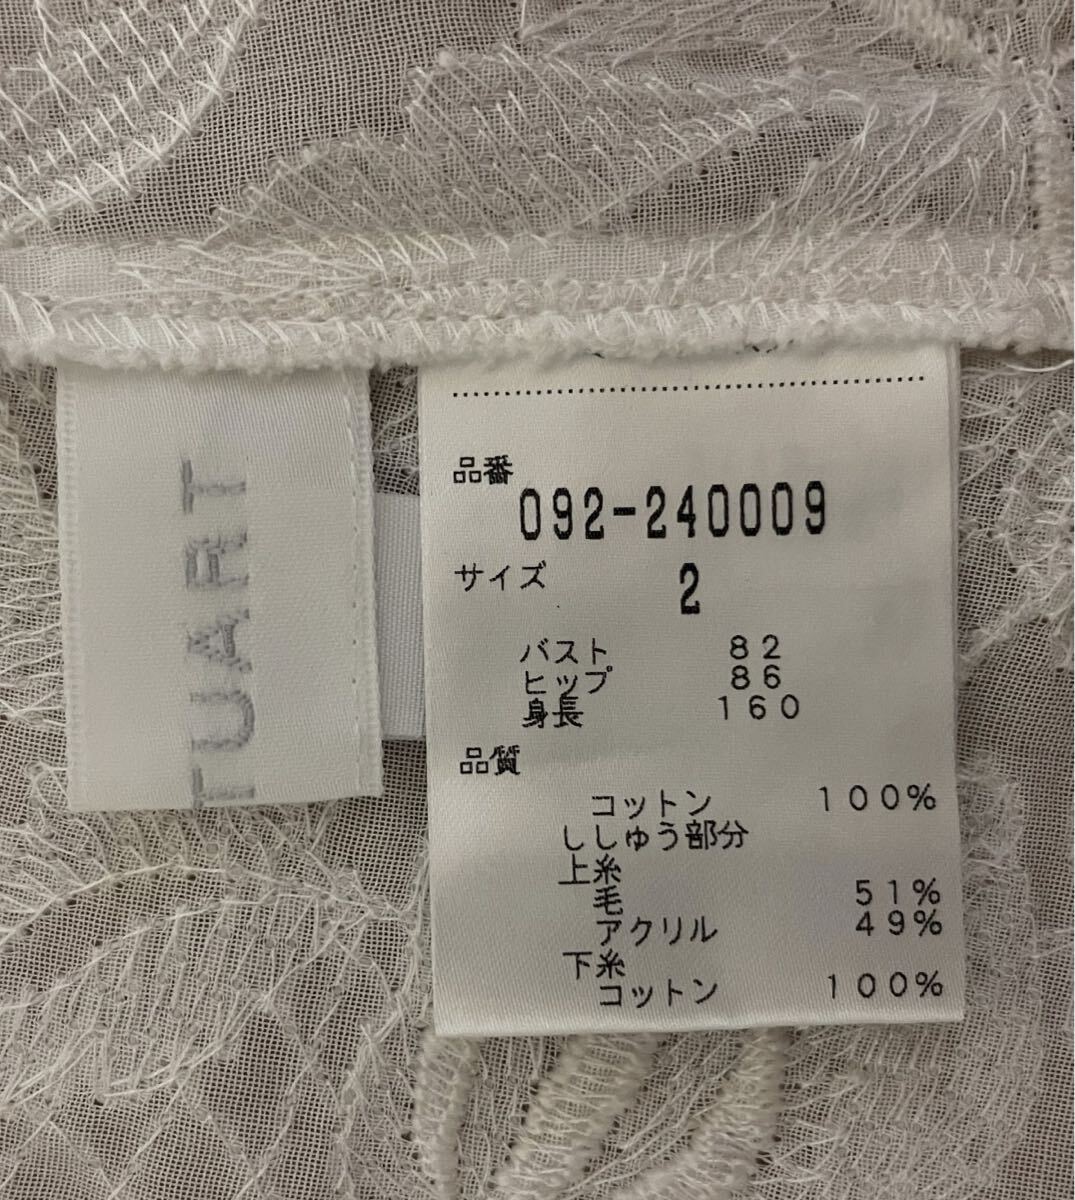 TUART
品番
092-240009
サイズ 2
バスト 82
ヒップ 86
身長 160
品質
コットン 100%
ししゅう部分
上糸
毛 51%
アクリル 49%
下糸
コットン 100%